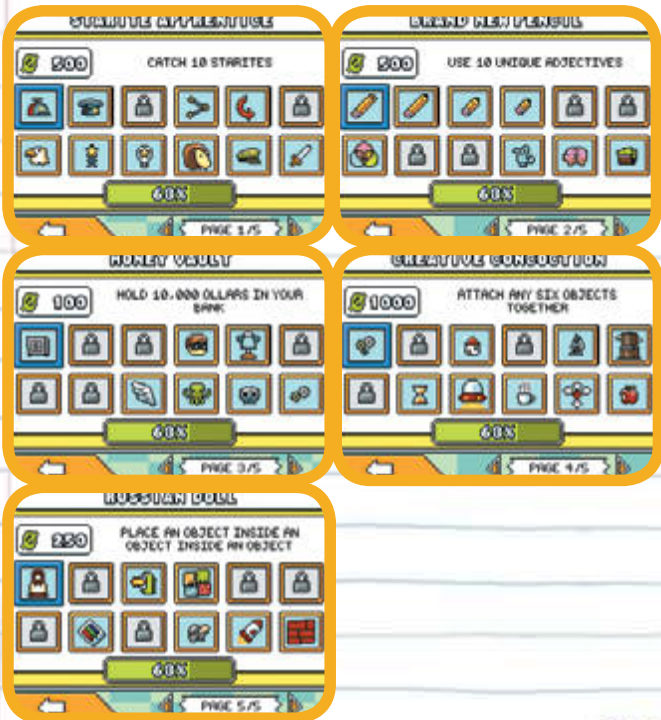 STARITE APPRENTICE
500
CATCH 10 STARITES
60%
PAGE 1/5
BRAND NEW PENCIL
500
USE 10 UNIQUE ADJECTIVES
60%
PAGE 2/5
MONEY VAULT
100
HOLD 10,000 OLLARS IN YOUR
BANK
60%
PAGE 3/5
CREATIVE CONCOCTION
1000
ATTACH ANY SIX OBJECTS
TOGETHER
60%
PAGE 4/5
RUSSIAN DOLL
250
PLACE AN OBJECT INSIDE AN
OBJECT INSIDE AN OBJECT
60%
PAGE 5/5